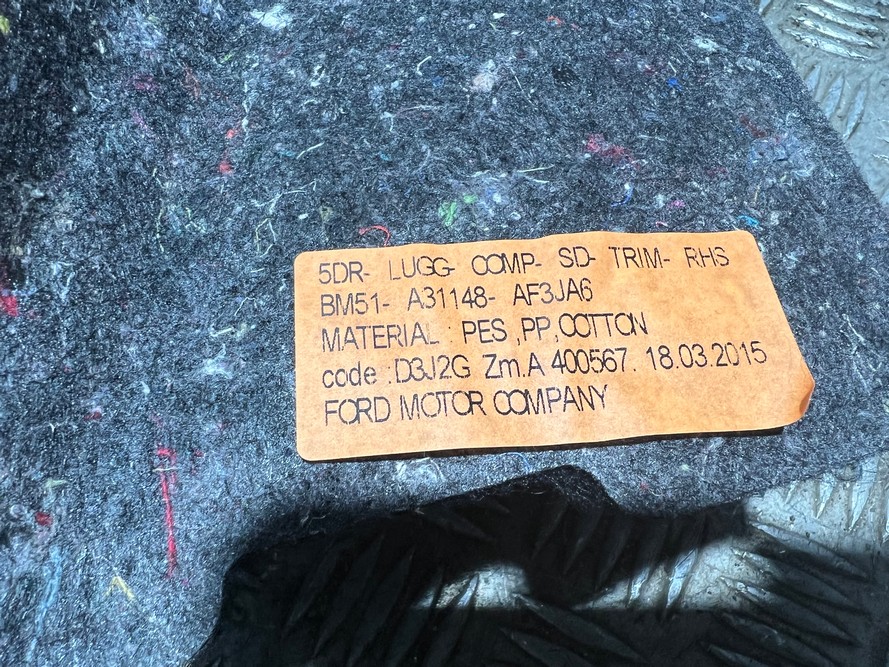 5DR- LUGG- COMP- SD- TRIM- RHS
BM51- A31148- AF3JA6
MATERIAL : PES ,PP,COTTON
code :D3J2G Zm.A 400567. 18.03.2015
FORD MOTOR COMPANY